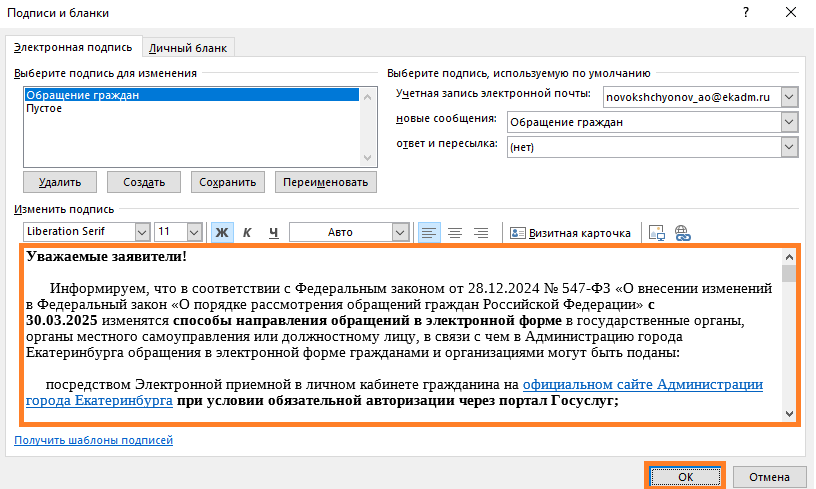 Подписи и бланки
?
Электронная подпись
Личный бланк
Выберите подпись для изменения
Обращение граждан
Пустое
Удалить
Создать
Сохранить
Переименовать
Выберите подпись, используемую по умолчанию
Учетная запись электронной почты:
novokshchyonov_ao@ekadm.ru
новые сообщения:
Обращение граждан
ответ и пересылка:
(нет)
Изменить подпись
Liberation Serif
11
Ж
К
Ч
Авто
Визитная карточка
Уважаемые заявители!
Информируем, что в соответствии с Федеральным законом от 28.12.2024 № 547-ФЗ «О внесении изменений
в Федеральный закон «О порядке рассмотрения обращений граждан Российской Федерации» с
30.03.2025 изменятся способы направления обращений в электронной форме в государственные органы,
органы местного самоуправления или должностному лицу, в связи с чем в Администрацию города
Екатеринбурга обращения в электронной форме гражданами и организациями могут быть поданы:
посредством Электронной приемной в личном кабинете гражданина на официальном сайте Администрации
города Екатеринбурга при условии обязательной авторизации через портал Госуслуг;
Получить шаблоны подписей
ОК
Отмена